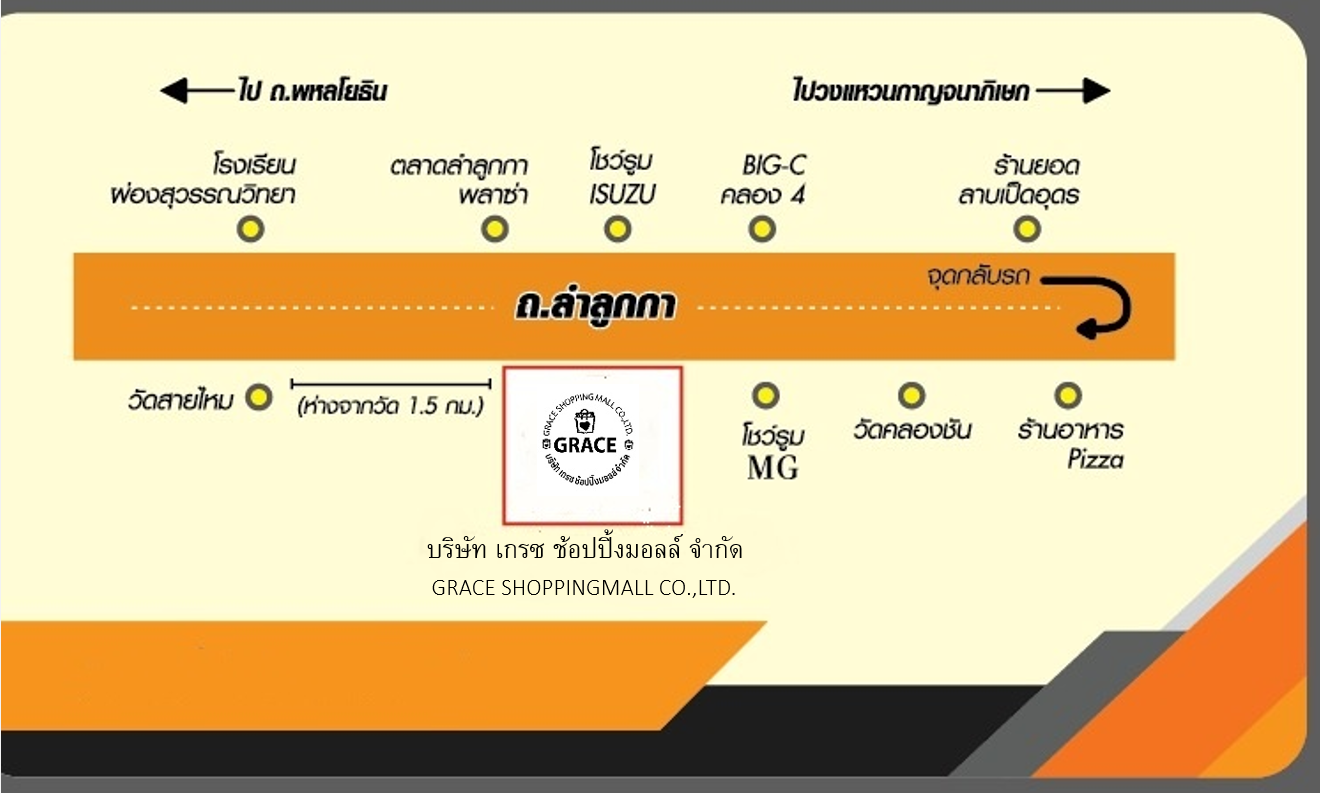 ไป ถ.พหลโยธิน
ไปวงแหวนกาญจนาภิเษก
โรงเรียน
ผ่องสุวรรณวิทยา
ตลาดลำลูกกา
พลาซ่า
โชว์รูม
ISUZU
BIG-C
คลอง 4
ร้านยอด
ลาบเป็ดอุดร
จุดกลับรถ
ถ.ลำลูกกา
วัดสายไหม
(ห่างจากวัด 1.5 กม.)
GRACE SHOPPING MALL CO.,LTD.
GRACE
บริษัท เกรซ ช้อปปิ้งมอลล์ จำกัด
โชว์รูม
MG
วัดคลองชัน
ร้านอาหาร
Pizza
บริษัท เกรซ ช้อปปิ้งมอลล์ จำกัด
GRACE SHOPPINGMALL CO.,LTD.